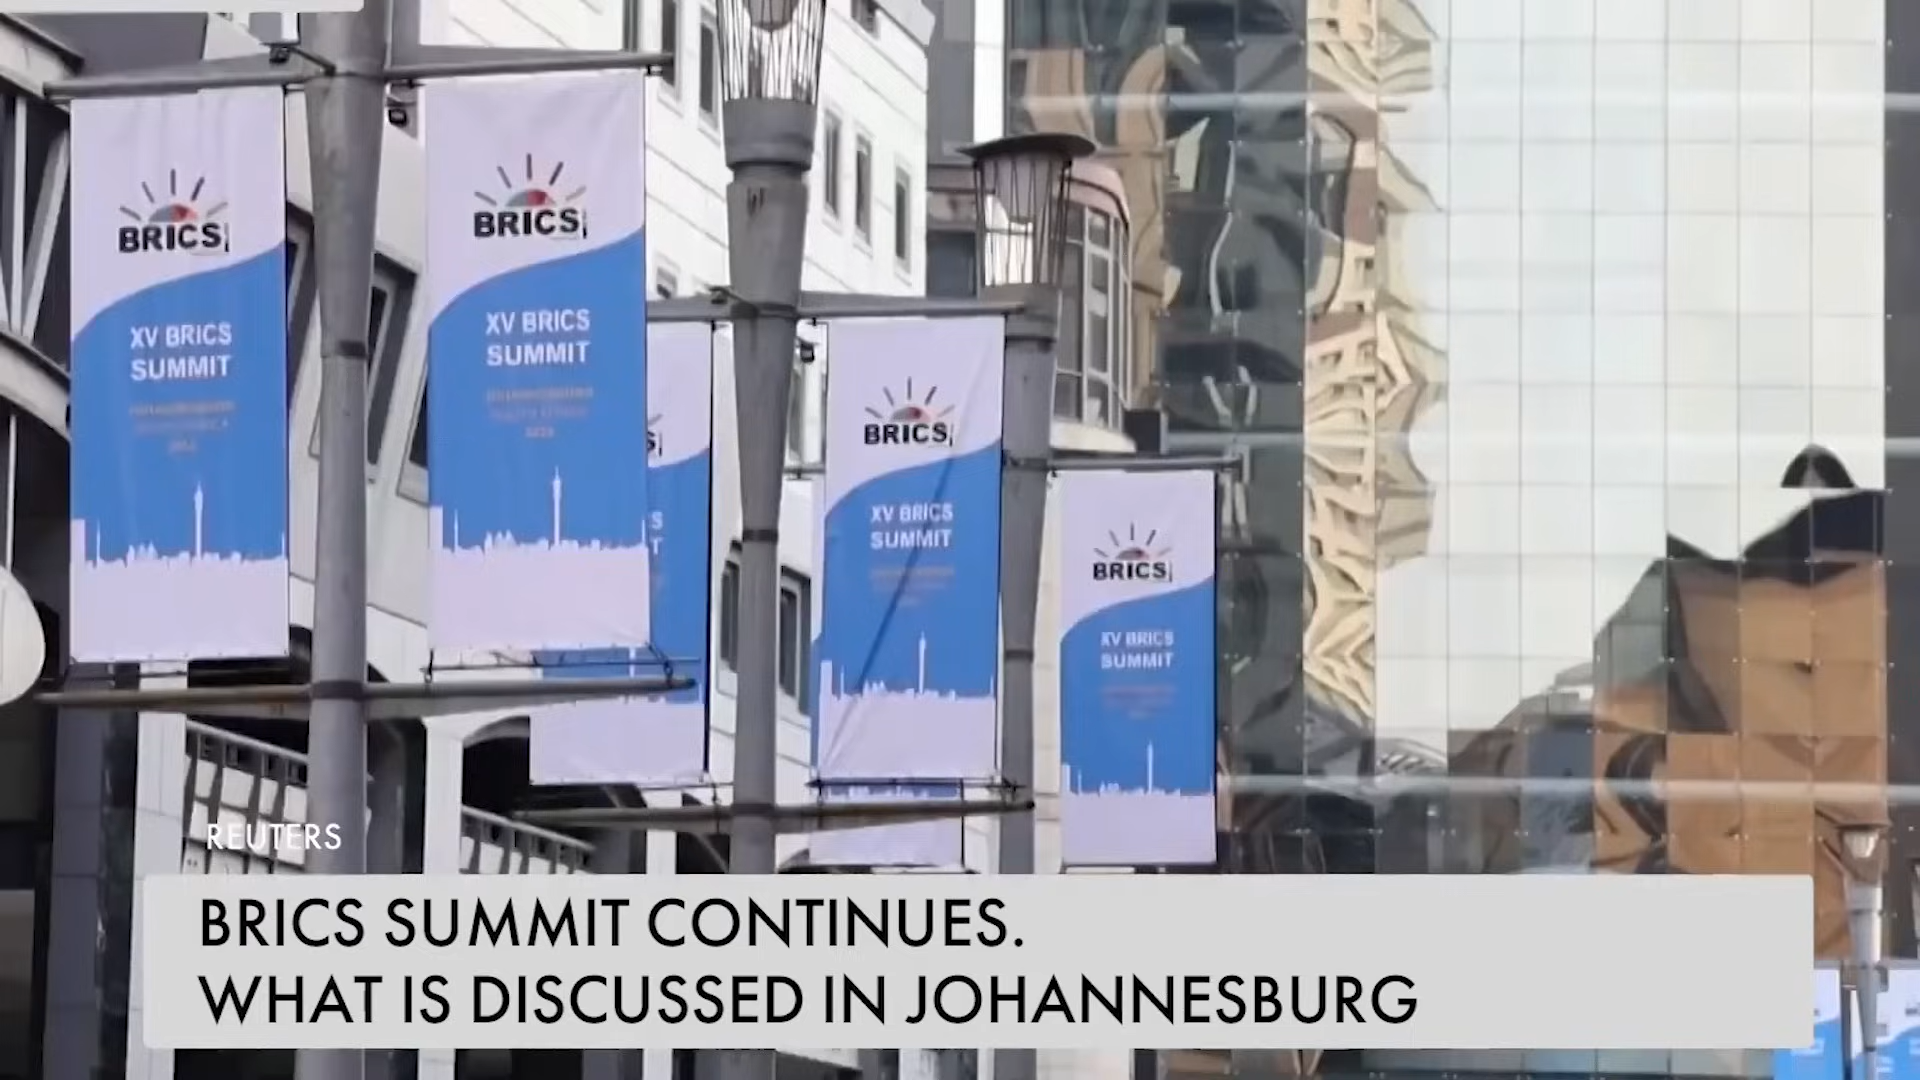 BRICS
XV BRICS
SUMMIT
BRICS
XV BRICS
SUMMIT
BRICS
XV BRICS
SUMMIT
BRICS
XV BRICS
SUMMIT
REUTERS
BRICS SUMMIT CONTINUES.
WHAT IS DISCUSSED IN JOHANNESBURG